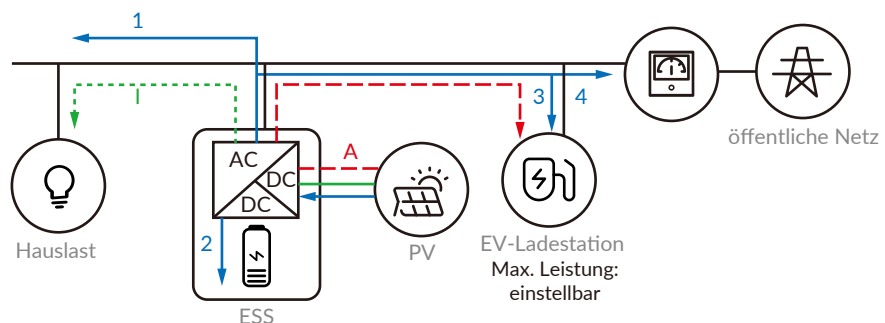 1
I
3
4
A
AC
DC
DC
2
Hauslast
ESS
PV
EV-Ladestation
Max. Leistung:
einstellbar
öffentliche Netz